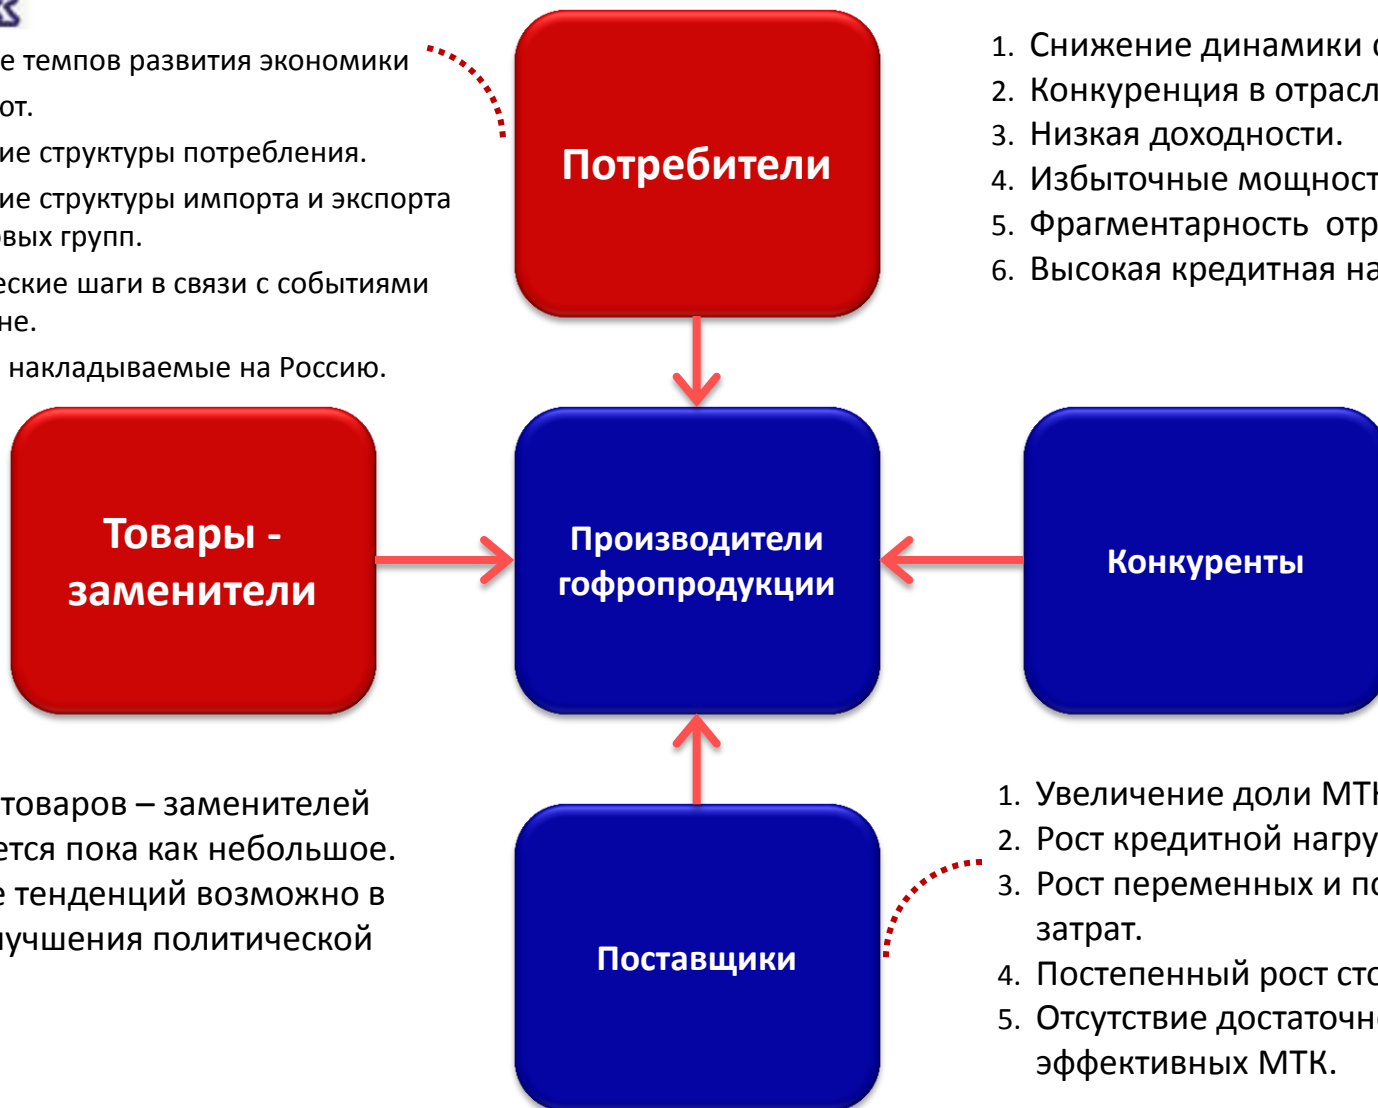 е темпов развития экономики
от.
ие структуры потребления.
ие структуры импорта и экспорта
овых групп.
еские шаги в связи с событиями
не.
накладываемые на Россию.
Потребители
1. Снижение динамики
2. Конкуренция в отрасл
3. Низкая доходности.
4. Избыточные мощност
5. Фрагментарность отр
6. Высокая кредитная на
Товары -
заменители
Производители
гофропродукции
Конкуренты
товаров – заменителей
ется пока как небольшое.
е тенденций возможно в
лучшения политической
Поставщики
1. Увеличение доли МТК
2. Рост кредитной нагру
3. Рост переменных и по
затрат.
4. Постепенный рост сто
5. Отсутствие достаточн
эффективных МТК.